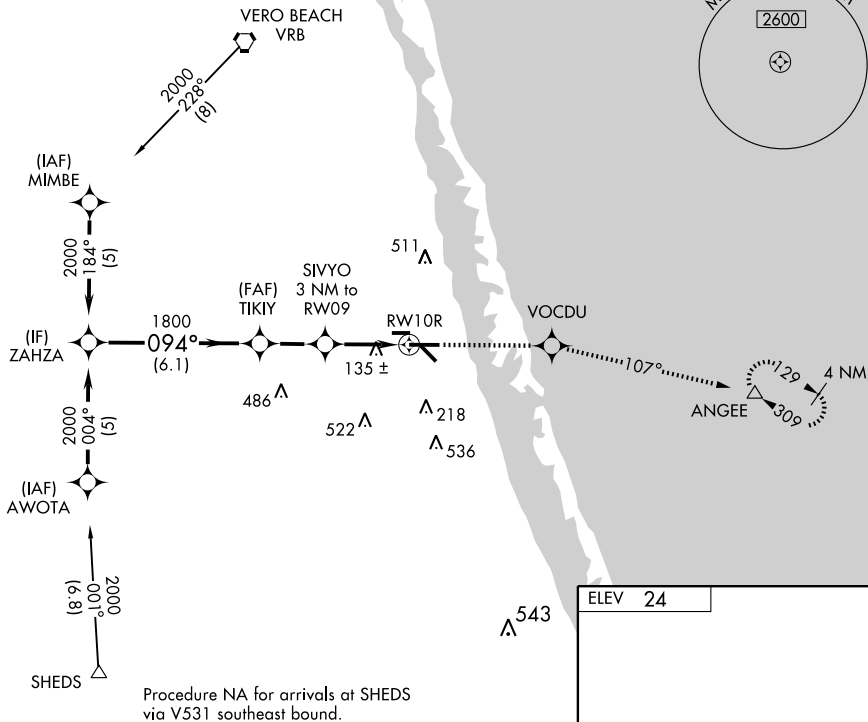 VERO BEACH
VRB
2600
2000
228°
(8)
(IAF)
MIMBE
2000
184°
(5)
511
SIVYO
3 NM to
RW09
(FAF)
TIKIY
RW10R
VOCDU
1800
094°
(6.1)
(IF)
ZAHZA
135 ±
107°
129
4 NM
309
ANGEE
486
522
218
536
2000
004°
(5)
(IAF)
AWOTA
2000
001°
(6.8)
SHEDS
543
ELEV 24
Procedure NA for arrivals at SHEDS
via V531 southeast bound.